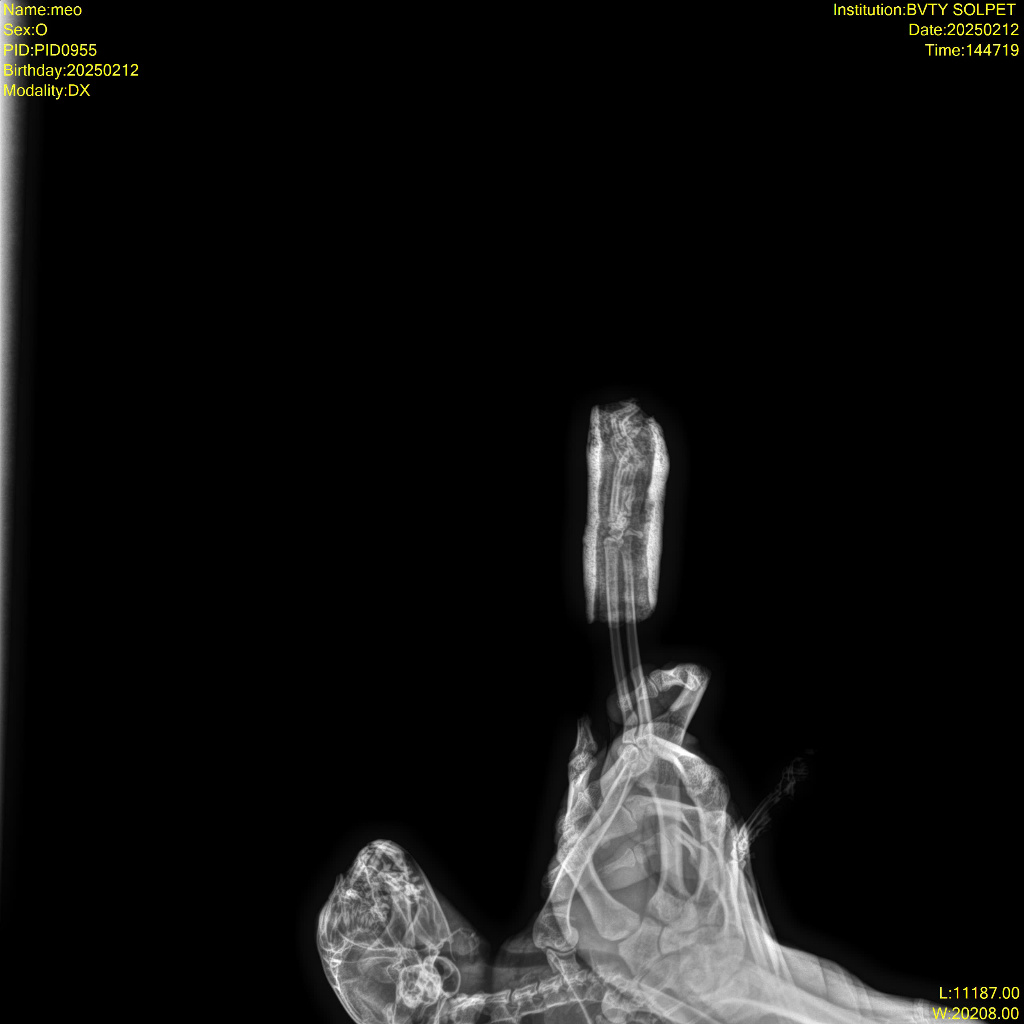 Name:meo
Sex:O
PID:PID0955
Birthday:20250212
Modality:DX
Institution:BVTY SOLPET
Date:20250212
Time:144719
L:11187.00
W:20208.00